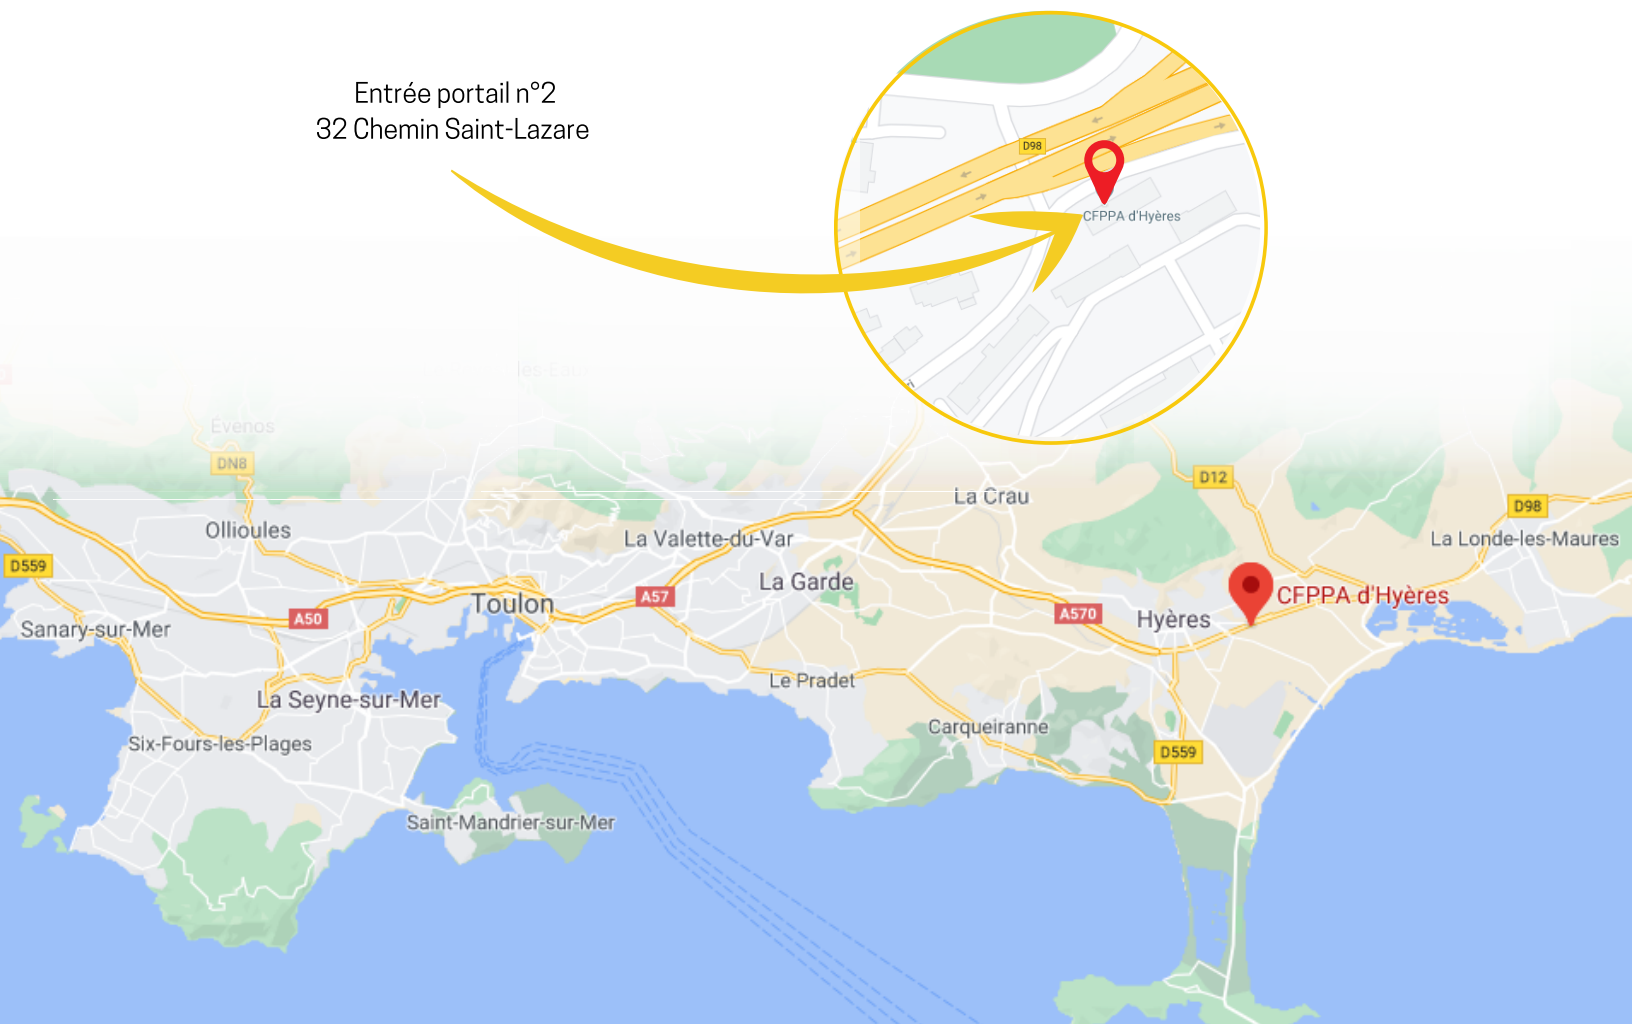 Entrée portail n°2
32 Chemin Saint-Lazare
D98
CFPPA d'Hyères
les-Eaux
Evenos
DN8
D12
La Crau
D98
Ollioules
La Valette-du-Var
La Londe-les-Maures
D559
La Garde
Toulon
A57
CFPPA d'Hyères
A50
A570
Hyères
Sanary-sur-Mer
Le Pradet
La Seyne-sur-Mer
Carqueiranne
Six-Fours-les-Plages
D559
Saint-Mandrier-sur-Mer